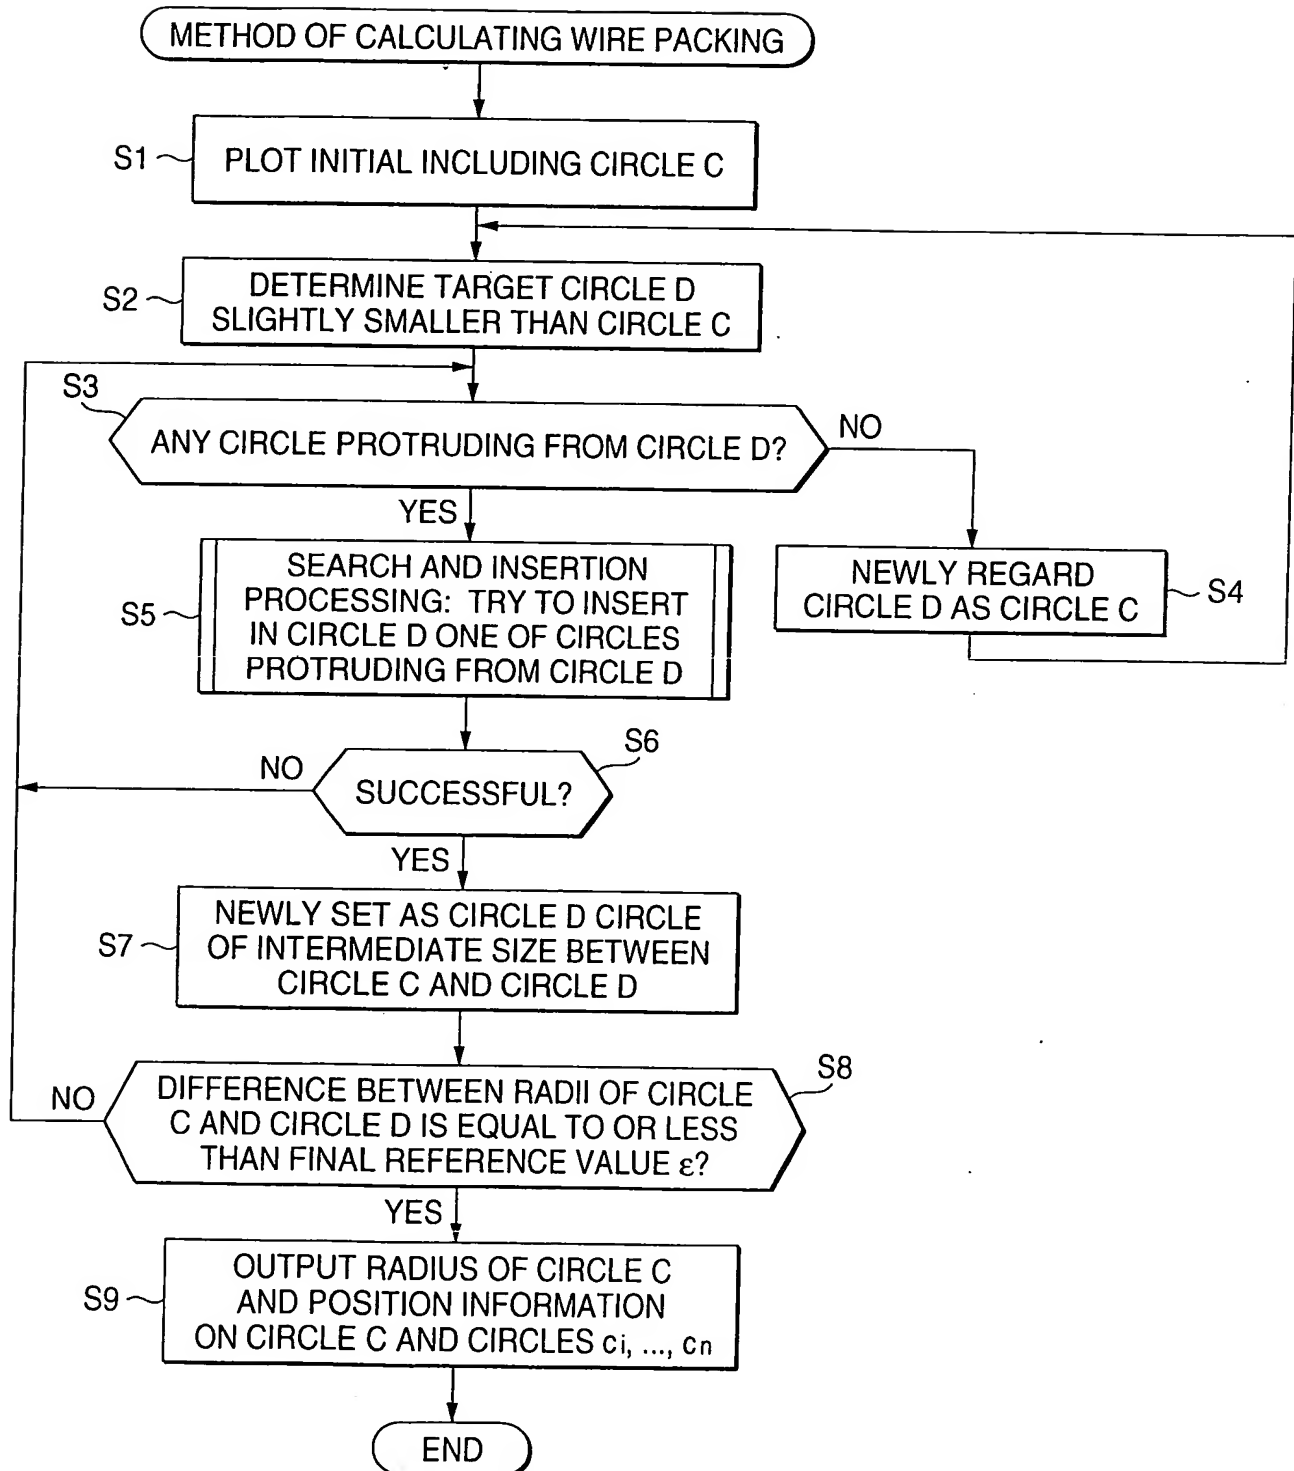 METHOD OF CALCULATING WIRE PACKING
S1
PLOT INITIAL INCLUDING CIRCLE C
S2
DETERMINE TARGET CIRCLE D
SLIGHTLY SMALLER THAN CIRCLE C
S3
ANY CIRCLE PROTRUDING FROM CIRCLE D?
NO
YES
NEWLY REGARD
CIRCLE D AS CIRCLE C
S4
S5
SEARCH AND INSERTION
PROCESSING: TRY TO INSERT
IN CIRCLE D ONE OF CIRCLES
PROTRUDING FROM CIRCLE D
S6
NO
SUCCESSFUL?
YES
S7
NEWLY SET AS CIRCLE D CIRCLE
OF INTERMEDIATE SIZE BETWEEN
CIRCLE C AND CIRCLE D
S8
NO
DIFFERENCE BETWEEN RADII OF CIRCLE
C AND CIRCLE D IS EQUAL TO OR LESS
THAN FINAL REFERENCE VALUE ε?
YES
S9
OUTPUT RADIUS OF CIRCLE C
AND POSITION INFORMATION
ON CIRCLE C AND CIRCLES ci, ..., cn
END